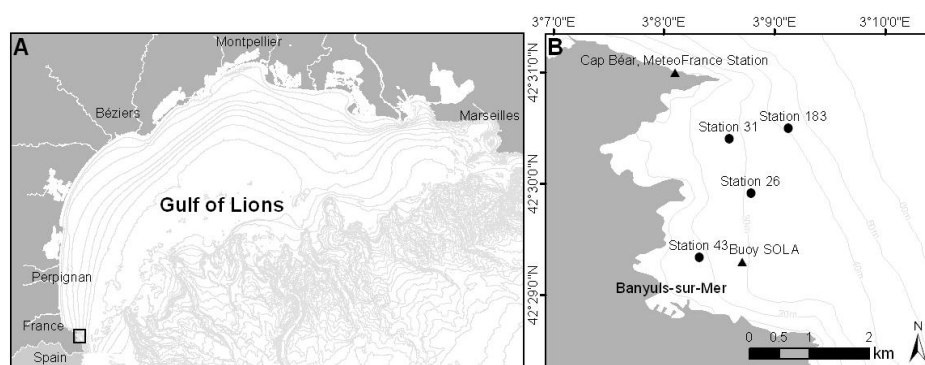 A
Montpellier
Béziers
Marseilles
Gulf of Lions
Perpignan
France
Spain
3°7'0"E
3°8'0"E
3°9'0"E
3°10'0"E
B
42°31'0"N
42°30'0"N
42°29'0"N
Cap Béar, MeteoFrance Station
Station 183
Station 31
Station 26
Station 43
Buoy SOLA
Banyuls-sur-Mer
N
0 0.5 1 2
km